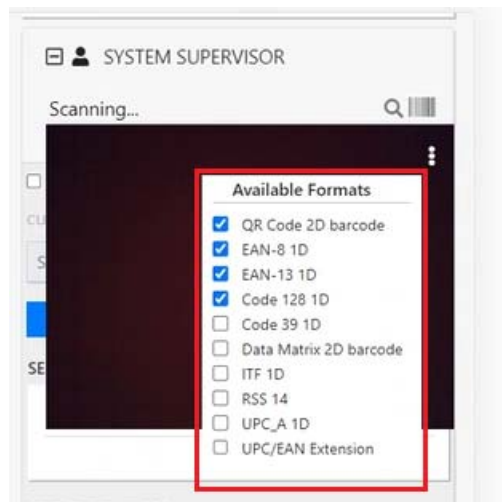 SYSTEM SUPERVISOR
Scanning...
Available Formats
QR Code 2D barcode
EAN-8 1D
EAN-13 1D
Code 128 1D
Code 39 1D
Data Matrix 2D barcode
ITF 1D
RSS 14
UPC_A 1D
UPC/EAN Extension